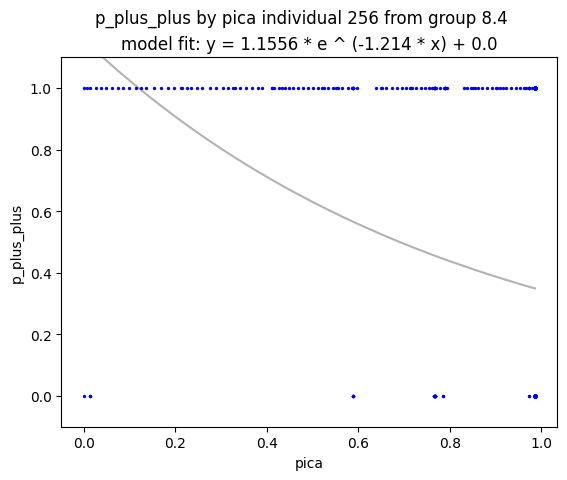 p_plus_plus by pica individual 256 from group 8.4
model fit: y = 1.1556 * e ^ (-1.214 * x) + 0.0
1.0
0.8
0.6
0.4
0.2
0.0
p_plus_plus
0.0 0.2 0.4 0.6 0.8 1.0
pica